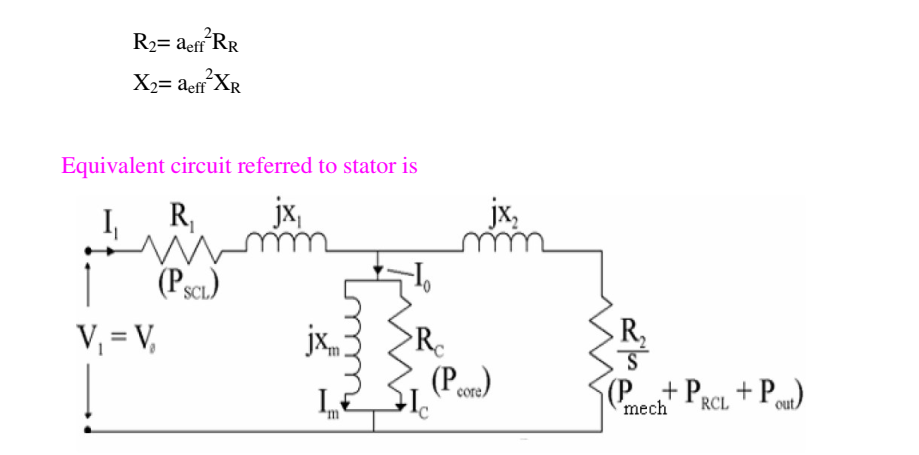 R2= aeff2RR
X2= aeff2XR
Equivalent circuit referred to stator is
I1 R1 jX1 jX2
(PSCL)
I0
V1 = Vφ jXm RC R2/S
(Pcore)
(Pmech + PRCL + Pout)
Im IC